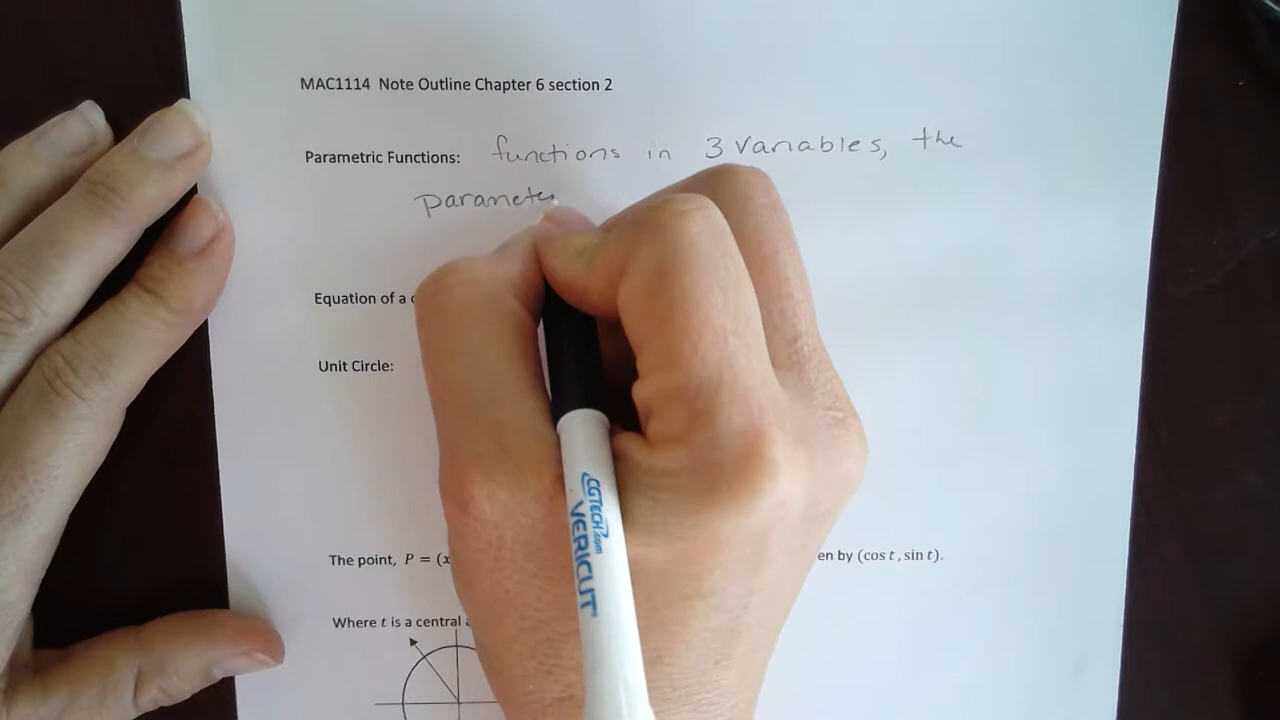 MAC1114 Note Outline Chapter 6 section 2
Parametric Functions: functions in 3 variables, the
parameter
Equation of a
Unit Circle:
CGTECH.com
VERICUT
The point, P = (x
en by (cos t, sin t).
Where t is a central